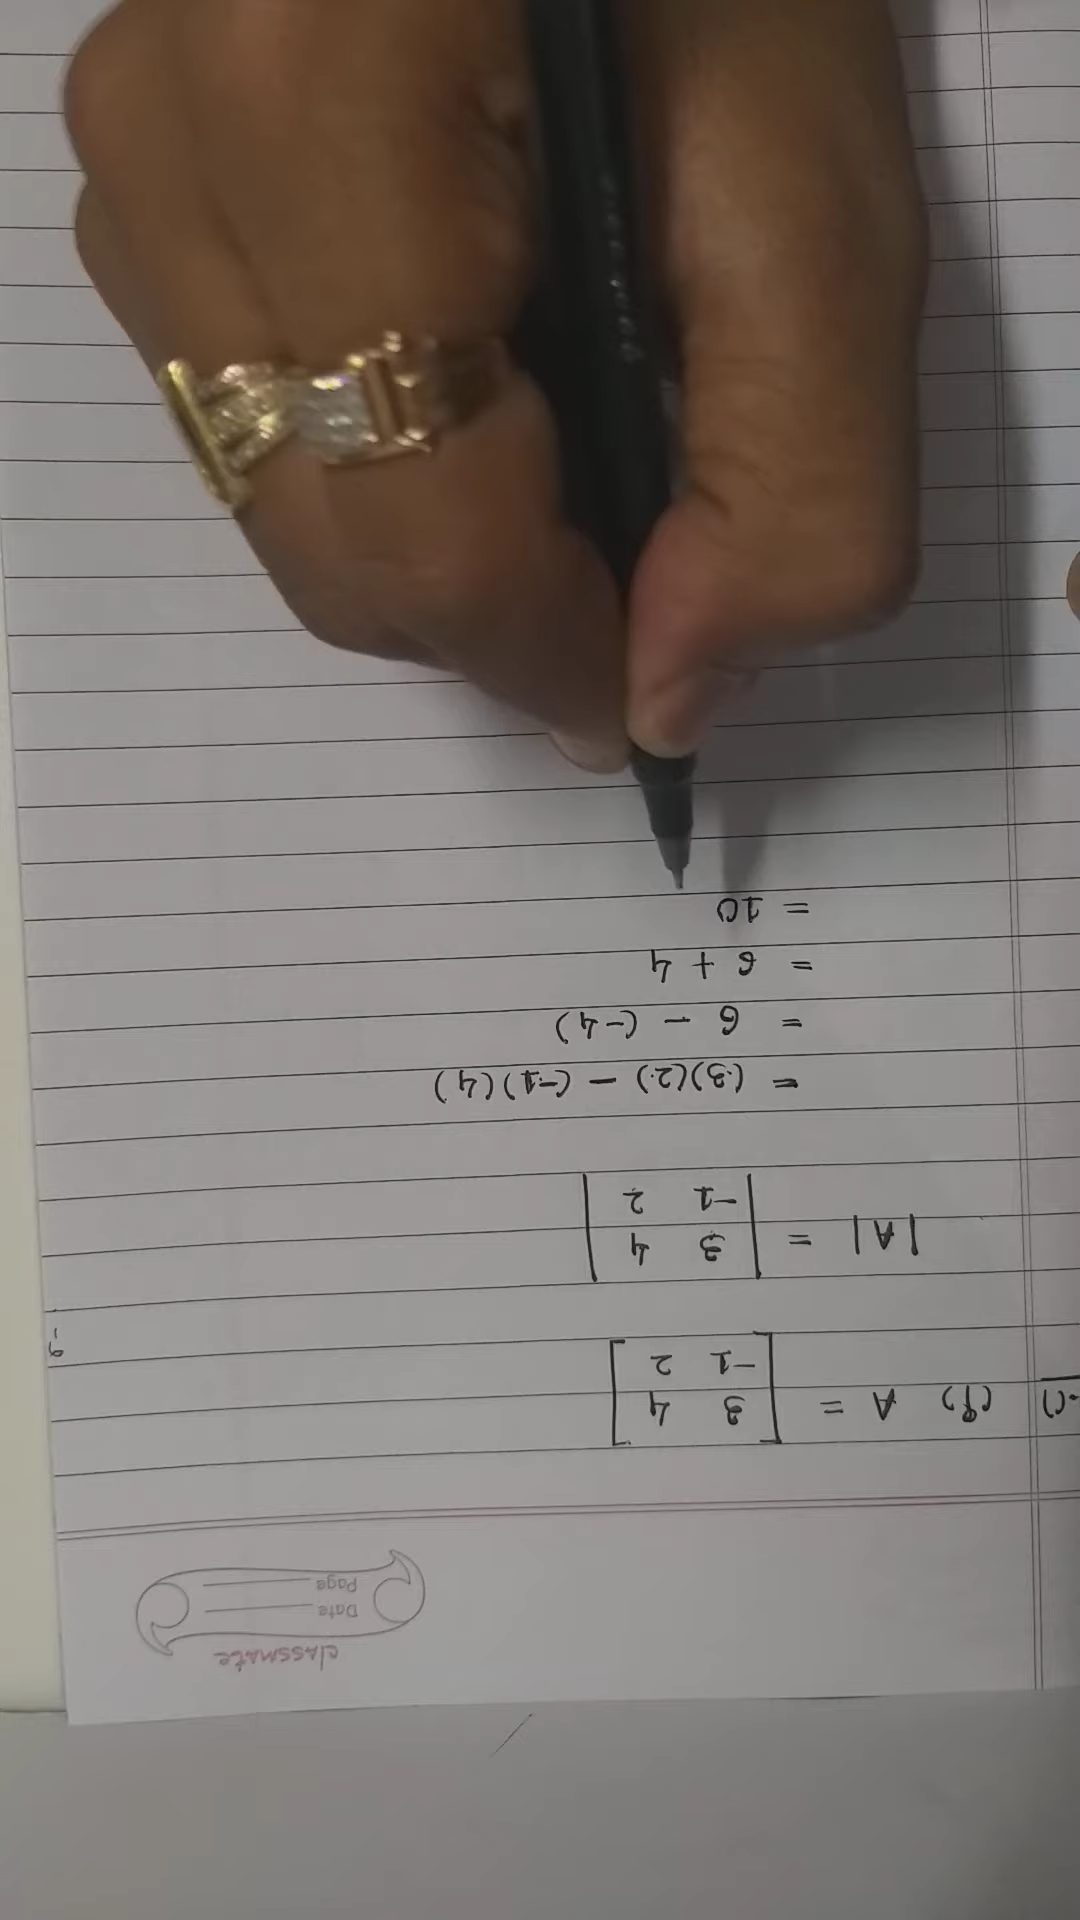 classmate
Date
Page
(i) A = [ 3 4
-1 2 ]
|A| = | 3 4
-1 2 |
= (3)(2) - (-1)(4)
= 6 - (-4)
= 6 + 4
= 10